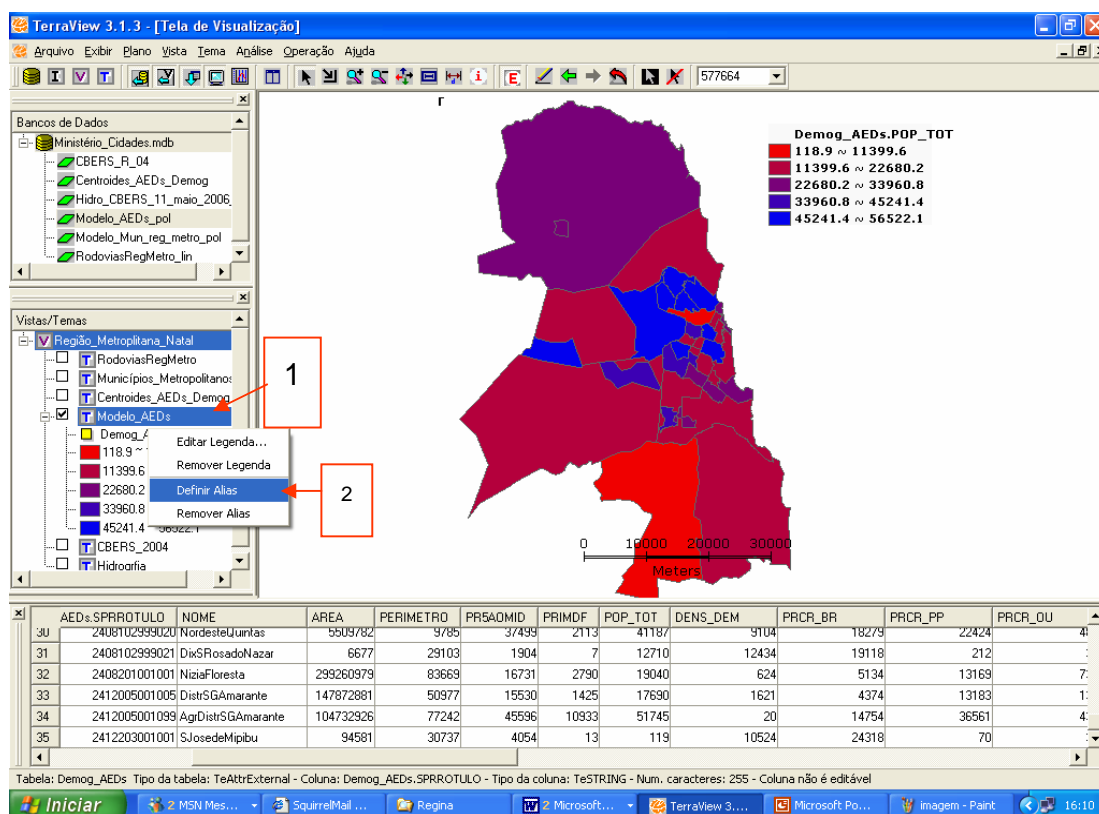 TerraView 3.1.3 - [Tela de Visualização]
Arquivo Exibir Plano Vista Tema Análise Operação Ajuda
577664
Bancos de Dados
Ministério_Cidades.mdb
CBERS_R_04
Centroides_AEDs_Demog
Hidro_CBERS_11_maio_2006_
Modelo_AEDs_pol
Modelo_Mun_reg_metro_pol
RodoviasRegMetro_lin
Vistas/Temas
Região_Metroplitana_Natal
RodoviasRegMetro
Municípios_Metropolitanos
Centroides_AEDs_Demog
Modelo_AEDs
Demog_A
118.9 ~
11399.6
22680.2
33960.8
45241.4 ~ 56522.1
CBERS_2004
Hidrografia
Editar Legenda...
Remover Legenda
Definir Alias
Remover Alias
1
2
Demog_AEDs.POP_TOT
118.9 ~ 11399.6
11399.6 ~ 22680.2
22680.2 ~ 33960.8
33960.8 ~ 45241.4
45241.4 ~ 56522.1
0 10000 20000 30000
Meters
AEDs.SPRROTULO NOME AREA PERIMETRO PR5AOMID PRIMDF POP_TOT DENS_DEM PRCR_BR PRCR_PP PRCR_OU
30 2408102999020 NordesteQuintas 5509782 9785 37499 2113 41187 9104 18279 22424
31 2408102999021 DixSRosadoNazar 6677 29103 1904 7 12710 12434 19118 212
32 2408201001001 NiziaFloresta 299260979 83669 16731 2790 19040 624 5134 13169
33 2412005001005 DistrSGAmarante 147872881 50977 15530 1425 17690 1621 4374 13183
34 2412005001099 AgrDistrSGAmarante 104732926 77242 45596 10933 51745 20 14754 36561
35 2412203001001 SJosedeMipibu 94581 30737 4054 13 119 10524 24318 70
Tabela: Demog_AEDs Tipo da tabela: TeAttrExternal - Coluna: Demog_AEDs.SPRROTULO - Tipo da coluna: TeSTRING - Num. caracteres: 255 - Coluna não é editável
Iniciar 2 MSN Mes... SquirrelMail ... Regina 2 Microsoft... TerraView 3.... Microsoft Po... imagem - Paint 16:10